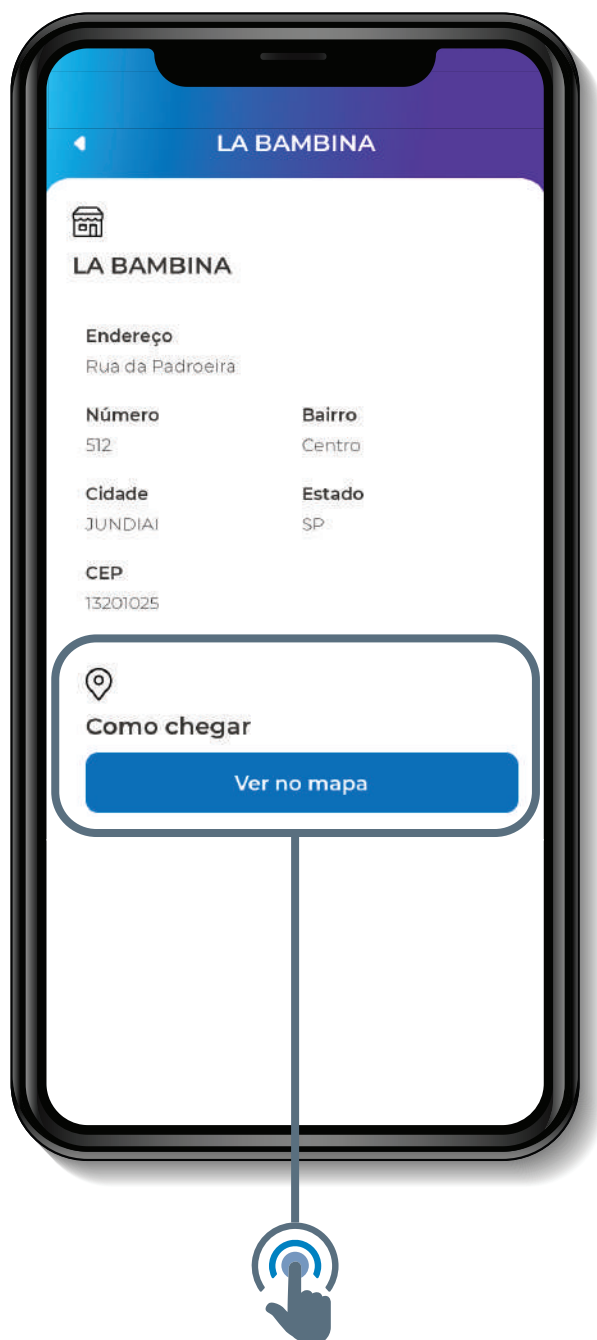 LA BAMBINA
LA BAMBINA
Endereço
Rua da Padroeira
Número Bairro
512 Centro
Cidade Estado
JUNDIAI SP
CEP
13201025
Como chegar
Ver no mapa